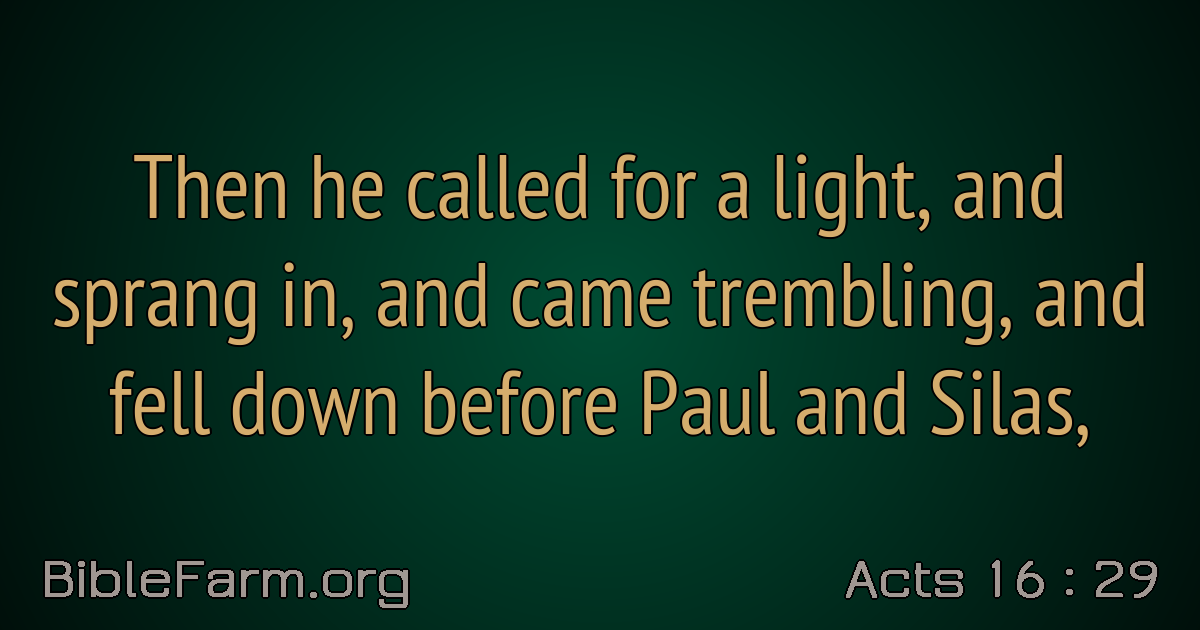 Then he called for a light, and
sprang in, and came trembling, and
fell down before Paul and Silas,
BibleFarm.org
Acts 16 : 29